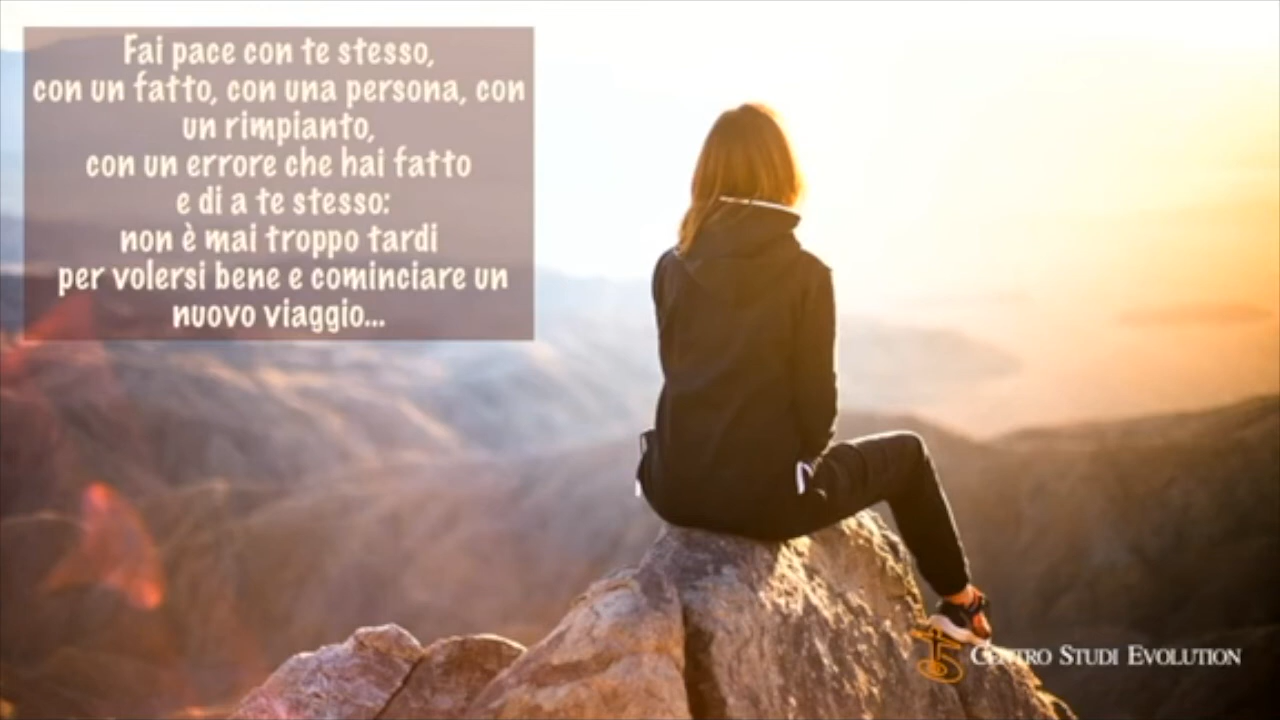 Fai pace con te stesso,
con un fatto, con una persona, con
un rimpianto,
con un errore che hai fatto
e di a te stesso:
non è mai troppo tardi
per volersi bene e cominciare un
nuovo viaggio...
CENTRO STUDI EVOLUTION